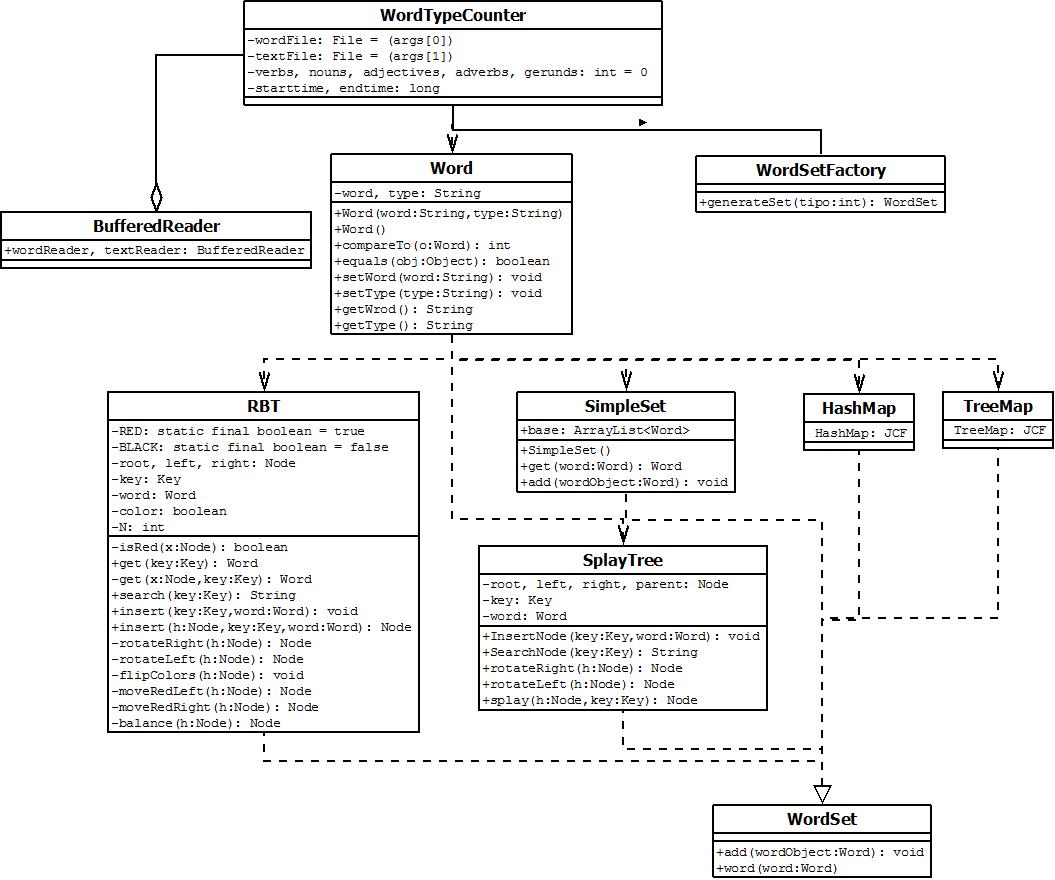 WordTypeCounter
-wordFile: File = (args[0])
-textFile: File = (args[1])
-verbs, nouns, adjectives, adverbs, gerunds: int = 0
-starttime, endtime: long
BufferedReader
+wordReader, textReader: BufferedReader
Word
-word, type: String
+Word(word:String,type:String)
+Word()
+compareTo(o:Word): int
+equals(obj:Object): boolean
+setWord(word:String): void
+setType(type:String): void
+getWrod(): String
+getType(): String
WordSetFactory
+generateSet(tipo:int): WordSet
RBT
-RED: static final boolean = true
-BLACK: static final boolean = false
-root, left, right: Node
-key: Key
-word: Word
-color: boolean
-N: int
-isRed(x:Node): boolean
+get(key:Key): Word
-get(x:Node,key:Key): Word
+search(key:Key): String
+insert(key:Key,word:Word): void
+insert(h:Node,key:Key,word:Word): Node
-rotateRight(h:Node): Node
-rotateLeft(h:Node): Node
-flipColors(h:Node): void
-moveRedLeft(h:Node): Node
-moveRedRight(h:Node): Node
-balance(h:Node): Node
SimpleSet
+base: ArrayList<Word>
+SimpleSet()
+get(word:Word): Word
+add(wordObject:Word): void
HashMap
HashMap: JCF
TreeMap
TreeMap: JCF
SplayTree
-root, left, right, parent: Node
-key: Key
-word: Word
+InsertNode(key:Key,word:Word): void
+SearchNode(key:Key): String
+rotateRight(h:Node): Node
+rotateLeft(h:Node): Node
+splay(h:Node,key:Key): Node
WordSet
+add(wordObject:Word): void
+word(word:Word)